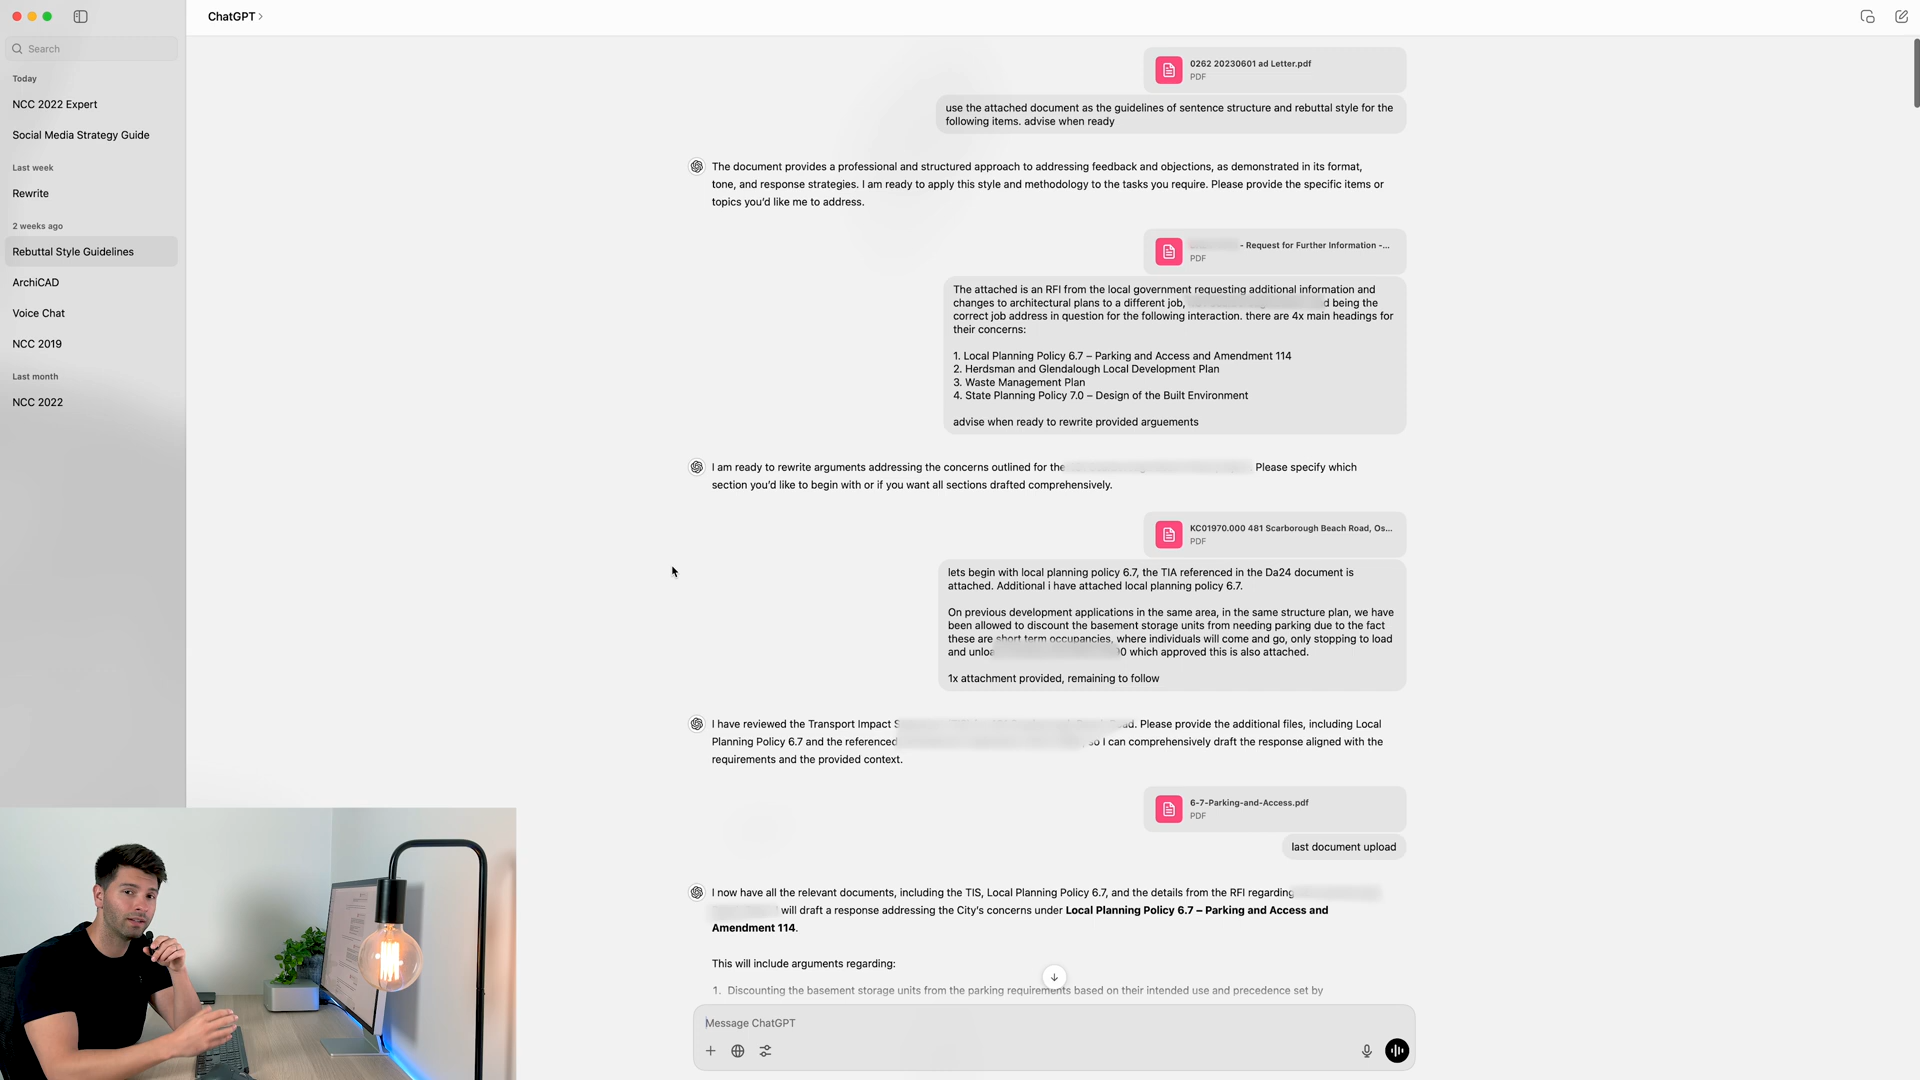 ChatGPT
Search
Today
NCC 2022 Expert
Social Media Strategy Guide
Last week
Rewrite
2 weeks ago
Rebuttal Style Guidelines
ArchiCAD
Voice Chat
NCC 2019
Last month
NCC 2022
0262 20230601 ad Letter.pdf
PDF
use the attached document as the guidelines of sentence structure and rebuttal style for the
following items. advise when ready
The document provides a professional and structured approach to addressing feedback and objections, as demonstrated in its format,
tone, and response strategies. I am ready to apply this style and methodology to the tasks you require. Please provide the specific items or
topics you'd like me to address.
- Request for Further Information -...
PDF
The attached is an RFI from the local government requesting additional information and
changes to architectural plans to a different job, d being the
correct job address in question for the following interaction. there are 4x main headings for
their concerns:
1. Local Planning Policy 6.7 – Parking and Access and Amendment 114
2. Herdsman and Glendalough Local Development Plan
3. Waste Management Plan
4. State Planning Policy 7.0 – Design of the Built Environment
advise when ready to rewrite provided arguements
I am ready to rewrite arguments addressing the concerns outlined for the Please specify which
section you'd like to begin with or if you want all sections drafted comprehensively.
KC01970.000 481 Scarborough Beach Road, Os...
PDF
lets begin with local planning policy 6.7, the TIA referenced in the Da24 document is
attached. Additional i have attached local planning policy 6.7.
On previous development applications in the same area, in the same structure plan, we have
been allowed to discount the basement storage units from needing parking due to the fact
these are short term occupancies, where individuals will come and go, only stopping to load
and unloa 0 which approved this is also attached.
1x attachment provided, remaining to follow
I have reviewed the Transport Impact S ad. Please provide the additional files, including Local
Planning Policy 6.7 and the referenced so I can comprehensively draft the response aligned with the
requirements and the provided context.
6-7-Parking-and-Access.pdf
PDF
last document upload
I now have all the relevant documents, including the TIS, Local Planning Policy 6.7, and the details from the RFI regarding
will draft a response addressing the City's concerns under Local Planning Policy 6.7 – Parking and Access and
Amendment 114.
This will include arguments regarding:
1. Discounting the basement storage units from the parking requirements based on their intended use and precedence set by
Message ChatGPT